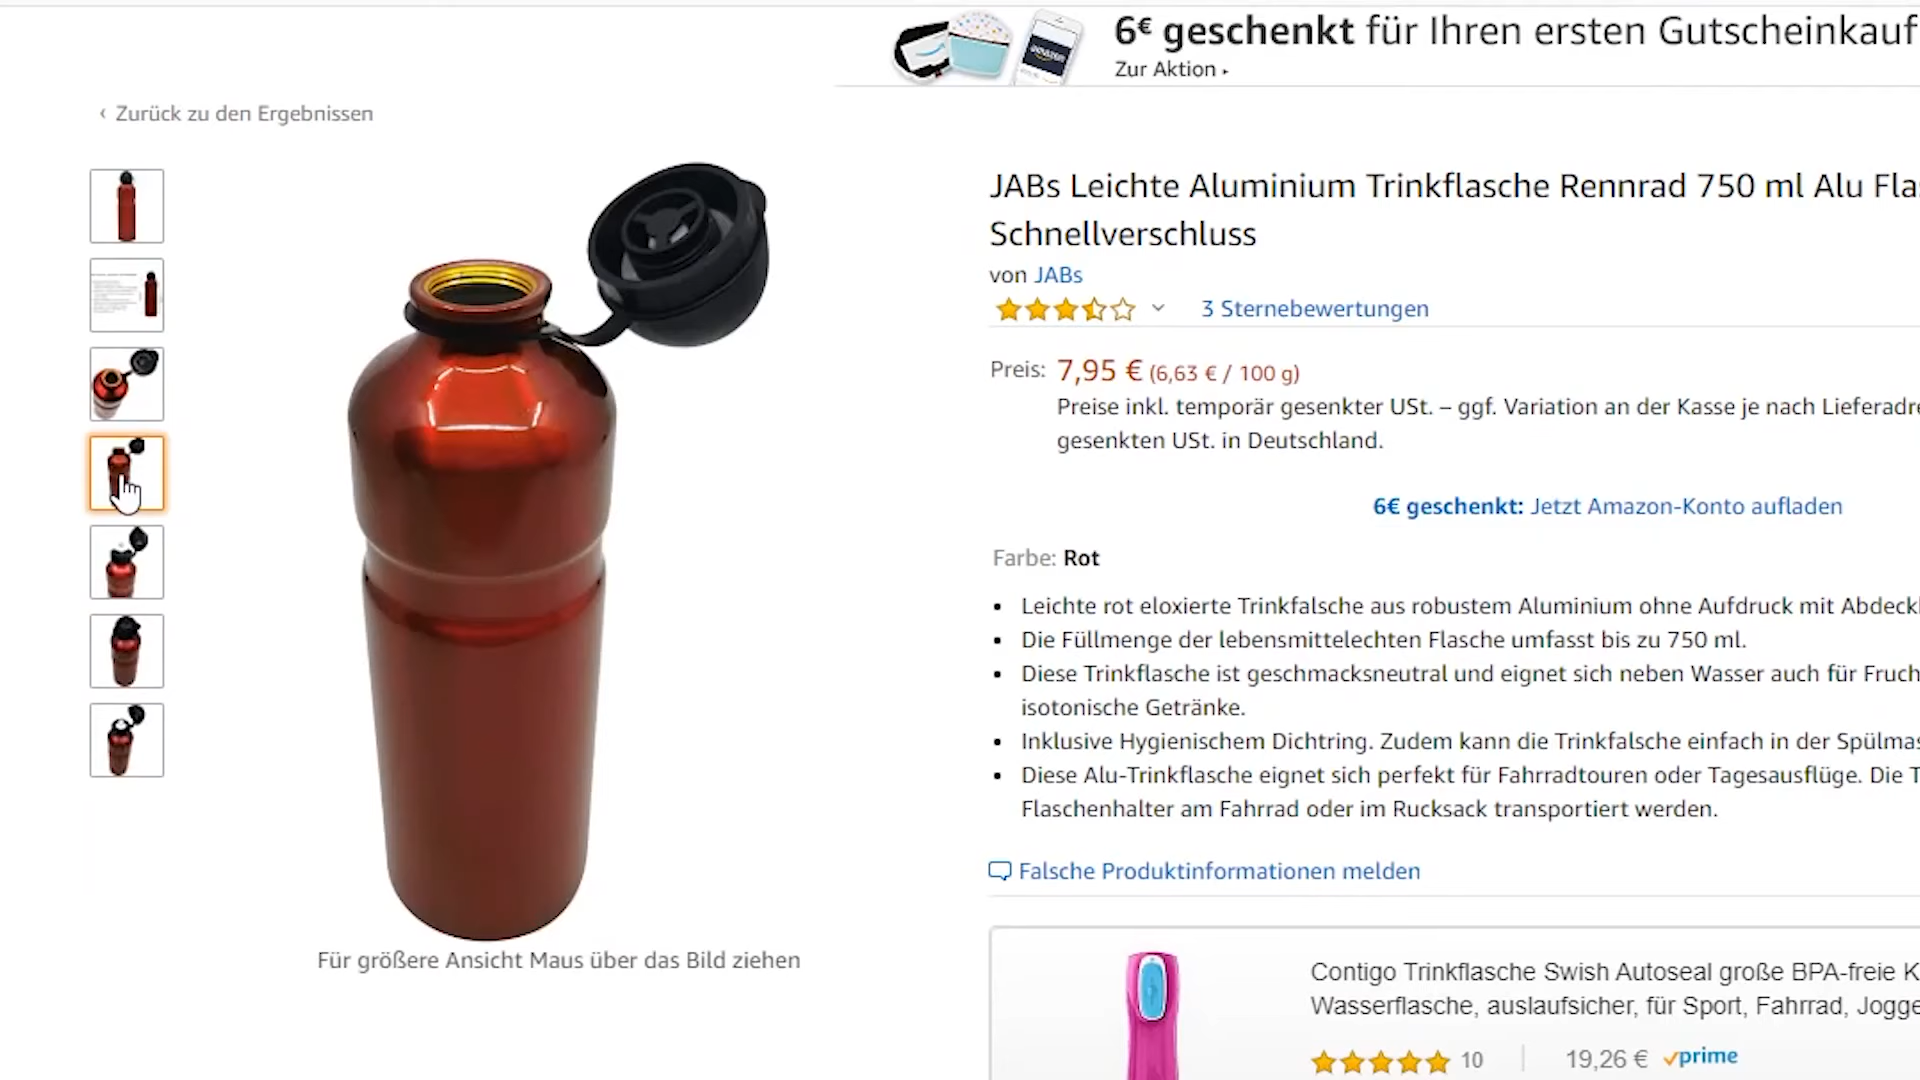 6€ geschenkt für Ihren ersten Gutscheinkauf
Zur Aktion ▸
‹ Zurück zu den Ergebnissen
JABs Leichte Aluminium Trinkflasche Rennrad 750 ml Alu Fla
Schnellverschluss
von JABs
3 Sternebewertungen
Preis: 7,95 € (6,63 € / 100 g)
Preise inkl. temporär gesenkter USt. – ggf. Variation an der Kasse je nach Lieferadre
gesenkten USt. in Deutschland.
6€ geschenkt: Jetzt Amazon-Konto aufladen
Farbe: Rot
• Leichte rot eloxierte Trinkfalsche aus robustem Aluminium ohne Aufdruck mit Abdeck
• Die Füllmenge der lebensmittelechten Flasche umfasst bis zu 750 ml.
• Diese Trinkflasche ist geschmacksneutral und eignet sich neben Wasser auch für Fruch
isotonische Getränke.
• Inklusive Hygienischem Dichtring. Zudem kann die Trinkfalsche einfach in der Spülmas
• Diese Alu-Trinkflasche eignet sich perfekt für Fahrradtouren oder Tagesausflüge. Die T
Flaschenhalter am Fahrrad oder im Rucksack transportiert werden.
Falsche Produktinformationen melden
Für größere Ansicht Maus über das Bild ziehen
Contigo Trinkflasche Swish Autoseal große BPA-freie K
Wasserflasche, auslaufsicher, für Sport, Fahrrad, Jogge
10 | 19,26 € prime